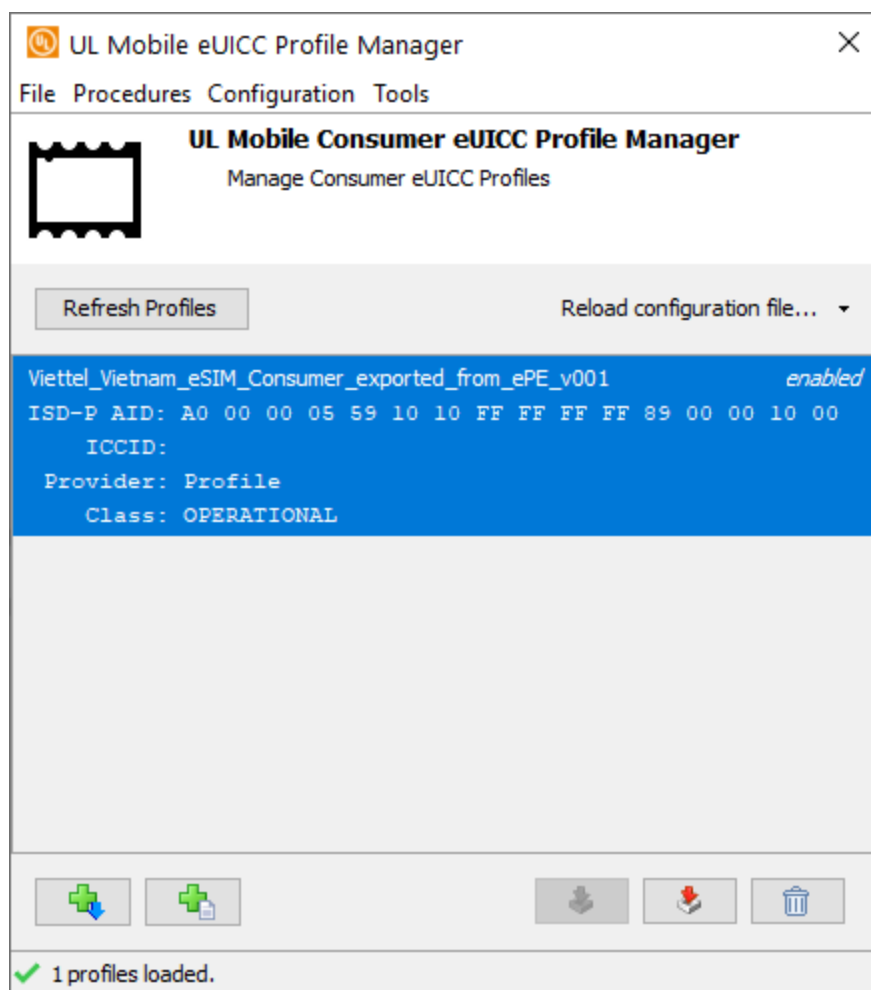 UL Mobile eUICC Profile Manager
File Procedures Configuration Tools
UL Mobile Consumer eUICC Profile Manager
Manage Consumer eUICC Profiles
Refresh Profiles
Reload configuration file...
Viettel_Vietnam_eSIM_Consumer_exported_from_ePE_v001 enabled
ISD-P AID: A0 00 00 05 59 10 10 FF FF FF FF 89 00 00 10 00
ICCID:
Provider: Profile
Class: OPERATIONAL
1 profiles loaded.